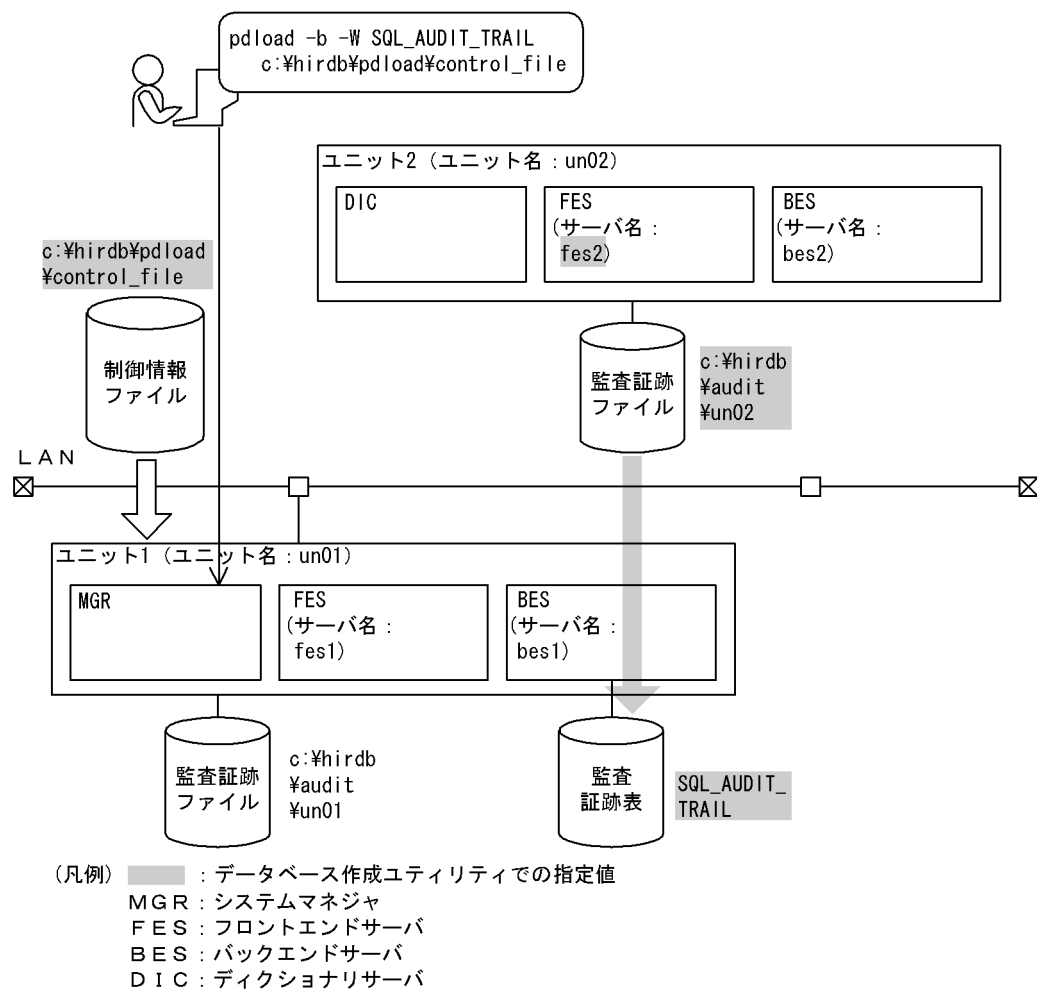 pdload -b -W SQL_AUDIT_TRAIL
c:¥hirdb¥pdload¥control_file
ユニット2（ユニット名：un02）
DIC
FES
(サーバ名：
fes2)
BES
(サーバ名：
bes2)
c:¥hirdb¥pdload
¥control_file
制御情報
ファイル
監査証跡
ファイル
c:¥hirdb
¥audit
¥un02
ＬＡＮ
ユニット1（ユニット名：un01）
MGR
FES
(サーバ名：
fes1)
BES
(サーバ名：
bes1)
監査証跡
ファイル
c:¥hirdb
¥audit
¥un01
監査
証跡表
SQL_AUDIT_
TRAIL
（凡例） ：データベース作成ユティリティでの指定値
ＭＧＲ：システムマネジャ
ＦＥＳ：フロントエンドサーバ
ＢＥＳ：バックエンドサーバ
ＤＩＣ：ディクショナリサーバ